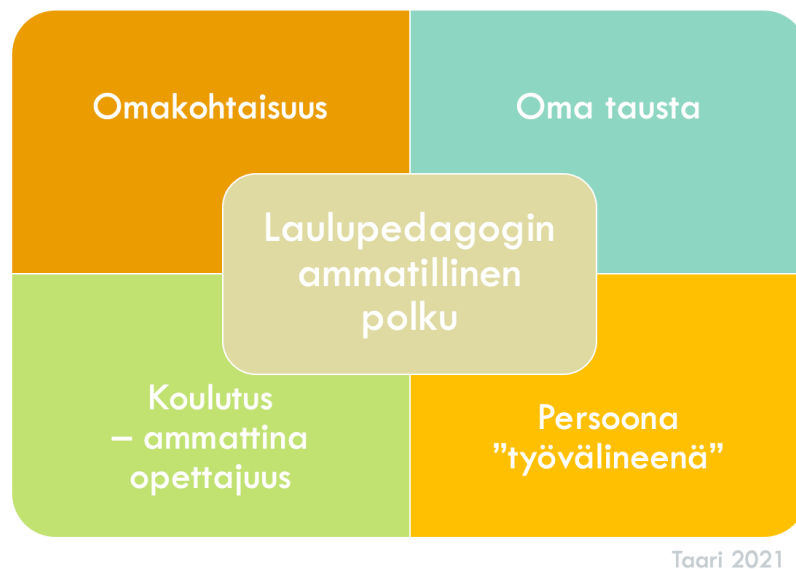 Omakohtaisuus
Oma tausta
Laulupedagogin
ammatillinen
polku
Koulutus
– ammattina
opettajuus
Persoona
”työvälineenä”
Taari 2021